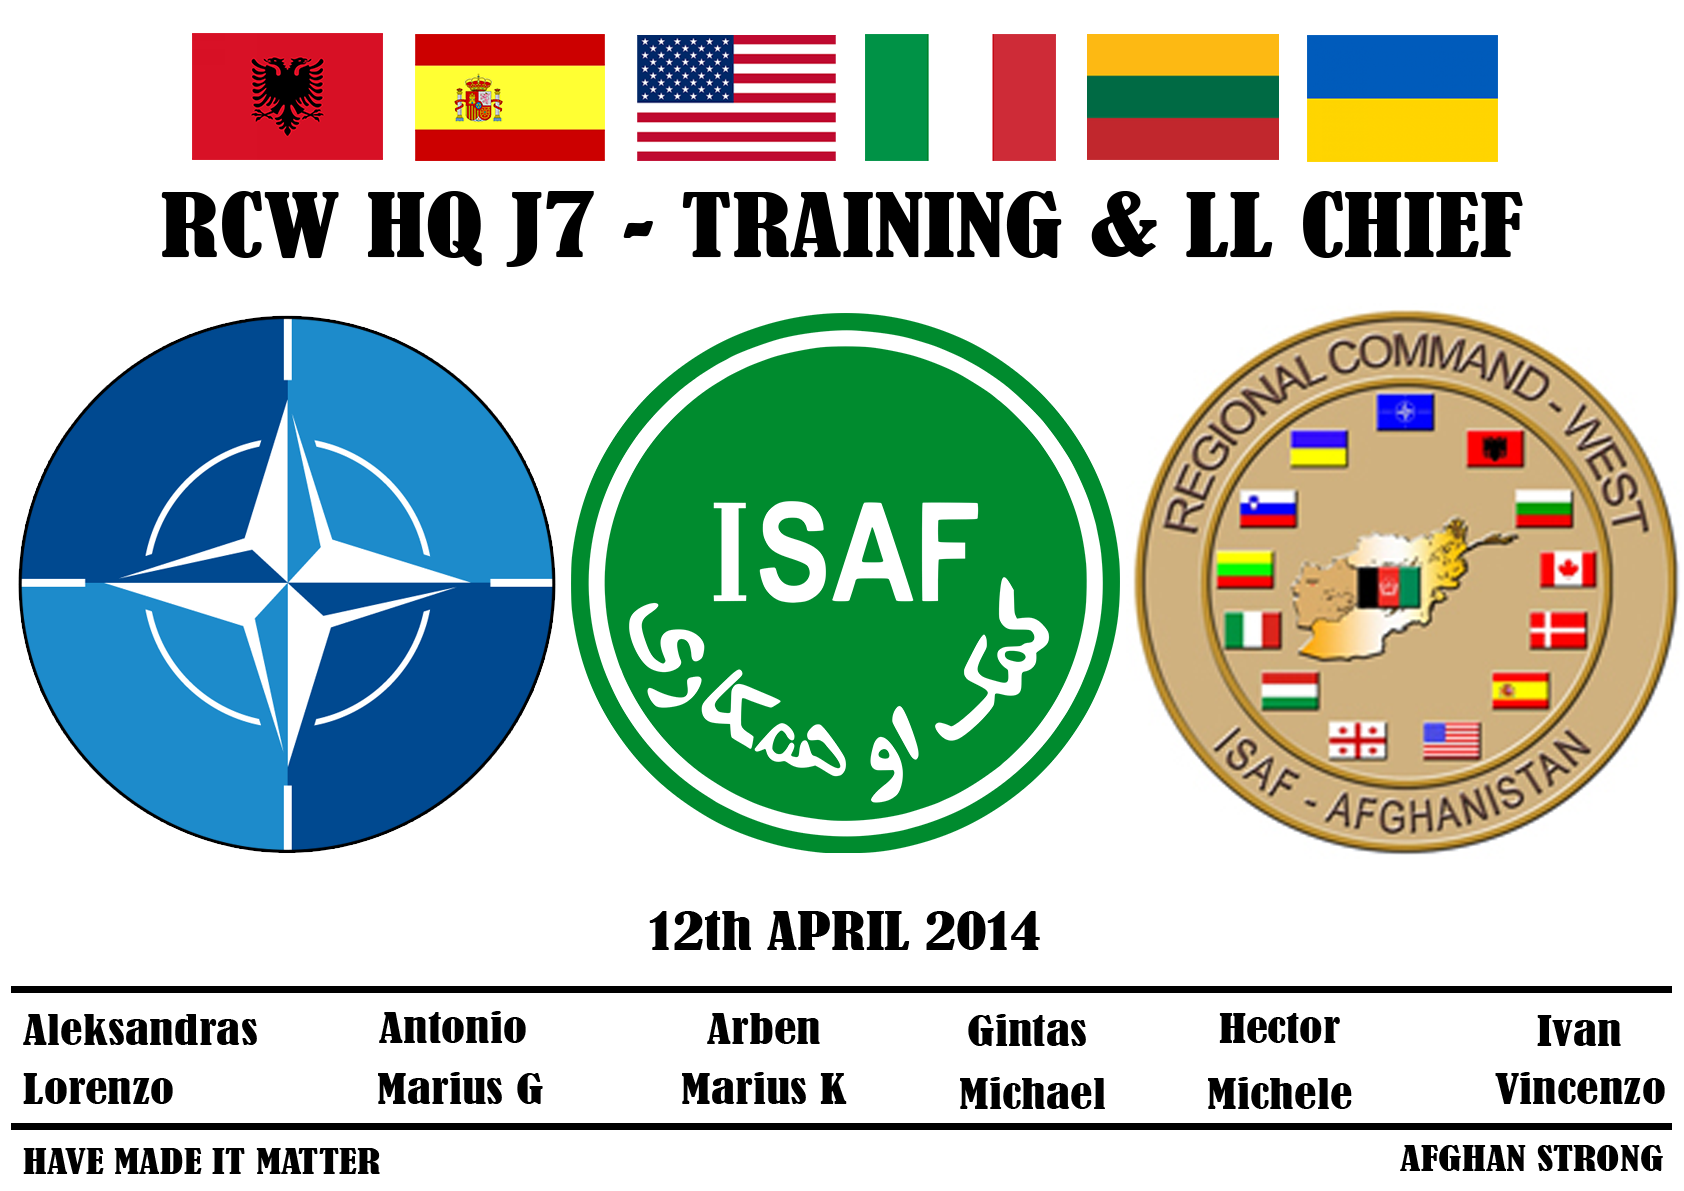 RCW HQ J7 - TRAINING & LL CHIEF
ISAF
کمک او همکاری
REGIONAL COMMAND - WEST
ISAF - AFGHANISTAN
12th APRIL 2014
Aleksandras Antonio Arben Gintas Hector Ivan
Lorenzo Marius G Marius K Michael Michele Vincenzo
HAVE MADE IT MATTER AFGHAN STRONG